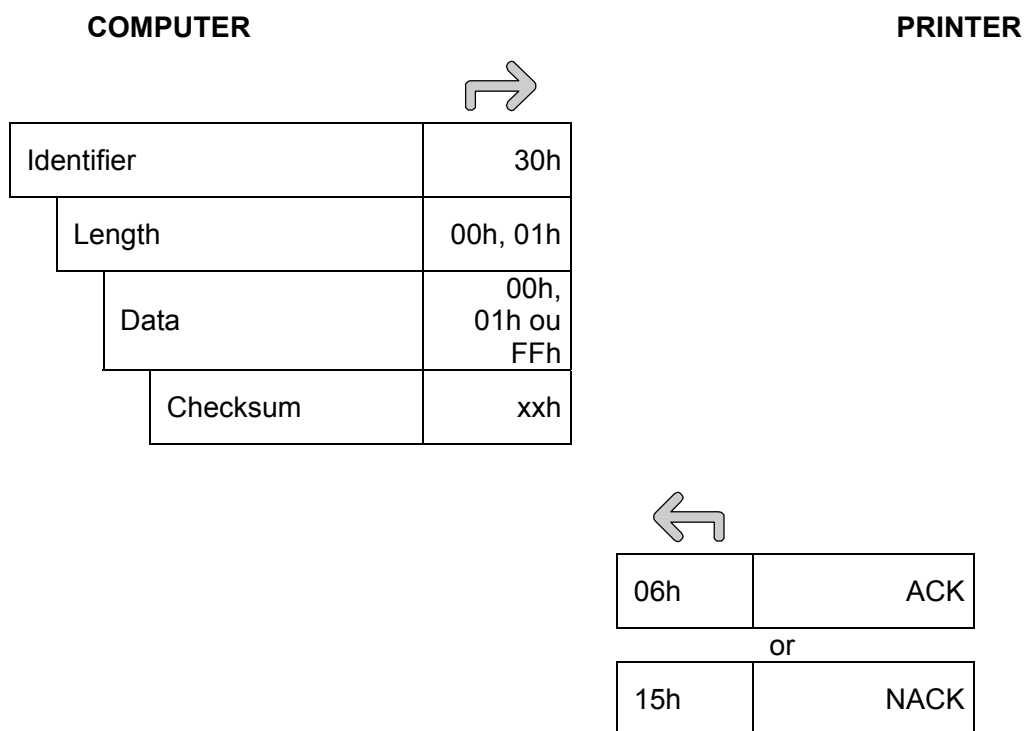 COMPUTER PRINTER
Identifier 30h
Length 00h, 01h
Data 00h,
01h ou
FFh
Checksum xxh
06h ACK
or
15h NACK